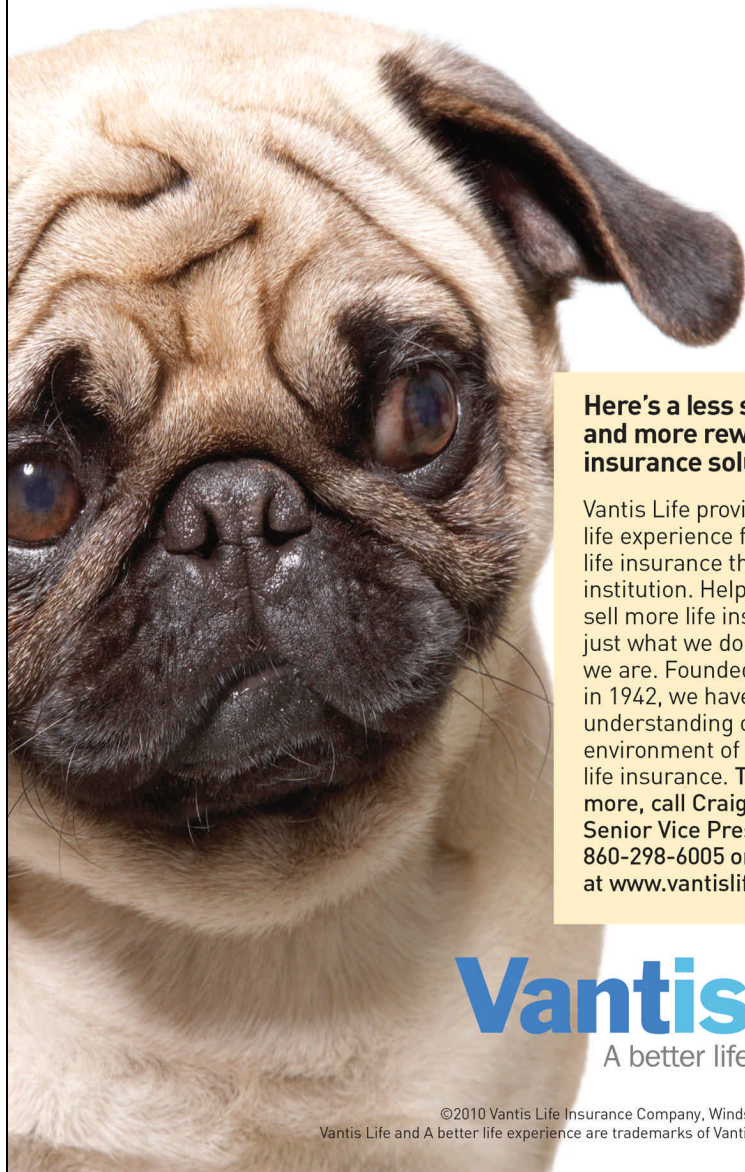 Here's a less s
and more rew
insurance solu
Vantis Life provi
life experience f
life insurance th
institution. Help
sell more life ins
just what we do
we are. Founded
in 1942, we have
understanding o
environment of
life insurance. T
more, call Craig
Senior Vice Pres
860-298-6005 or
at www.vantislif
Vantis
A better life
©2010 Vantis Life Insurance Company, Winds
Vantis Life and A better life experience are trademarks of Vanti